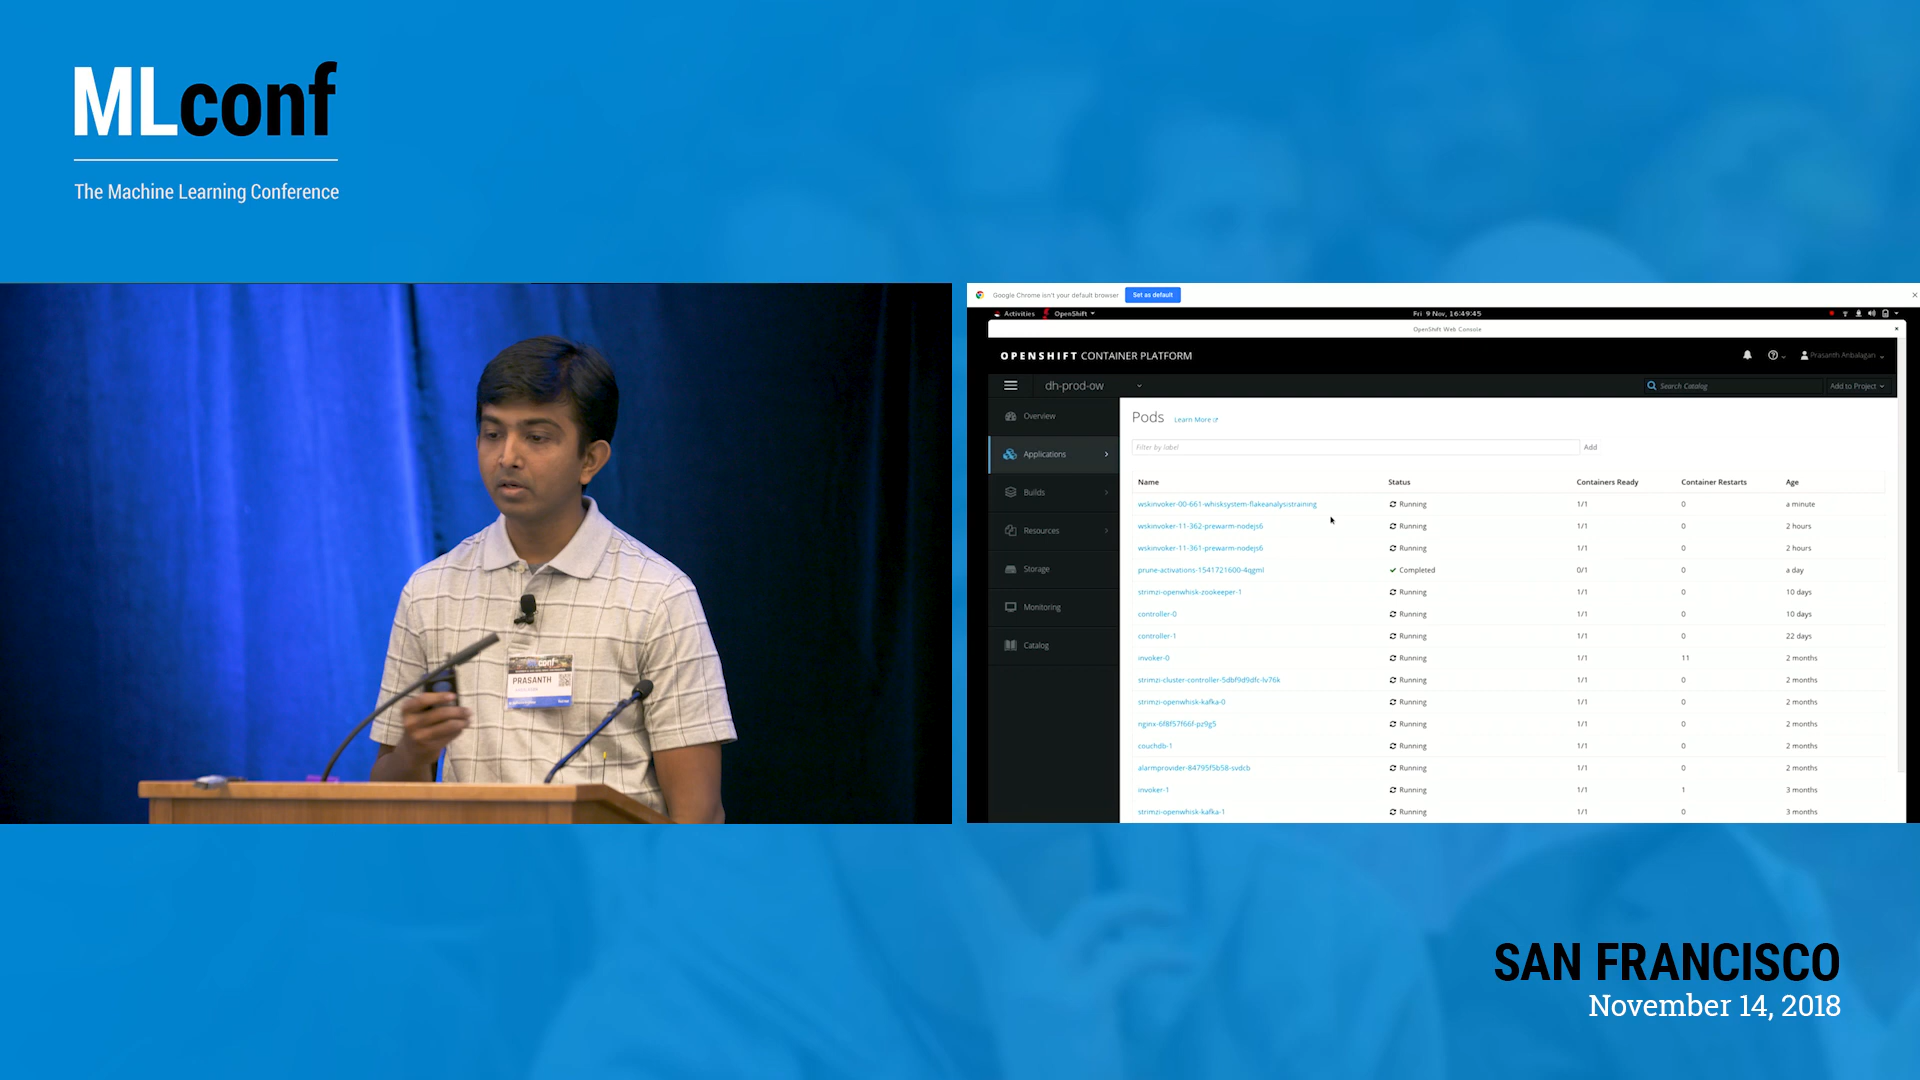 MLconf
The Machine Learning Conference
Google Chrome isn't your default browser
Set as default
Activities
OpenShift
Fri 9 Nov, 16:49:45
OpenShift Web Console
OPENSHIFT CONTAINER PLATFORM
Prasanth Anbalagan
dh-prod-ow
Search Catalog
Add to Project
Overview
Applications
Builds
Resources
Storage
Monitoring
Catalog
Pods Learn More
Filter by label
Add
Name Status Containers Ready Container Restarts Age
wskinvoker-00-661-whisksystem-flakeanalysistraining Running 1/1 0 a minute
wskinvoker-11-362-prewarm-nodejs6 Running 1/1 0 2 hours
wskinvoker-11-361-prewarm-nodejs6 Running 1/1 0 2 hours
prune-activations-1541721600-4qgml Completed 0/1 0 a day
strimzi-openwhisk-zookeeper-1 Running 1/1 0 10 days
controller-0 Running 1/1 0 10 days
controller-1 Running 1/1 0 22 days
invoker-0 Running 1/1 11 2 months
strimzi-cluster-controller-5dbf9d9dfc-lv76k Running 1/1 0 2 months
strimzi-openwhisk-kafka-0 Running 1/1 0 2 months
nginx-6f8f57f66f-pz9g5 Running 1/1 0 2 months
couchdb-1 Running 1/1 0 2 months
alarmprovider-84795f5b58-svdcb Running 1/1 0 2 months
invoker-1 Running 1/1 1 3 months
strimzi-openwhisk-kafka-1 Running 1/1 0 3 months
conf
PRASANTH
SAN FRANCISCO
November 14, 2018